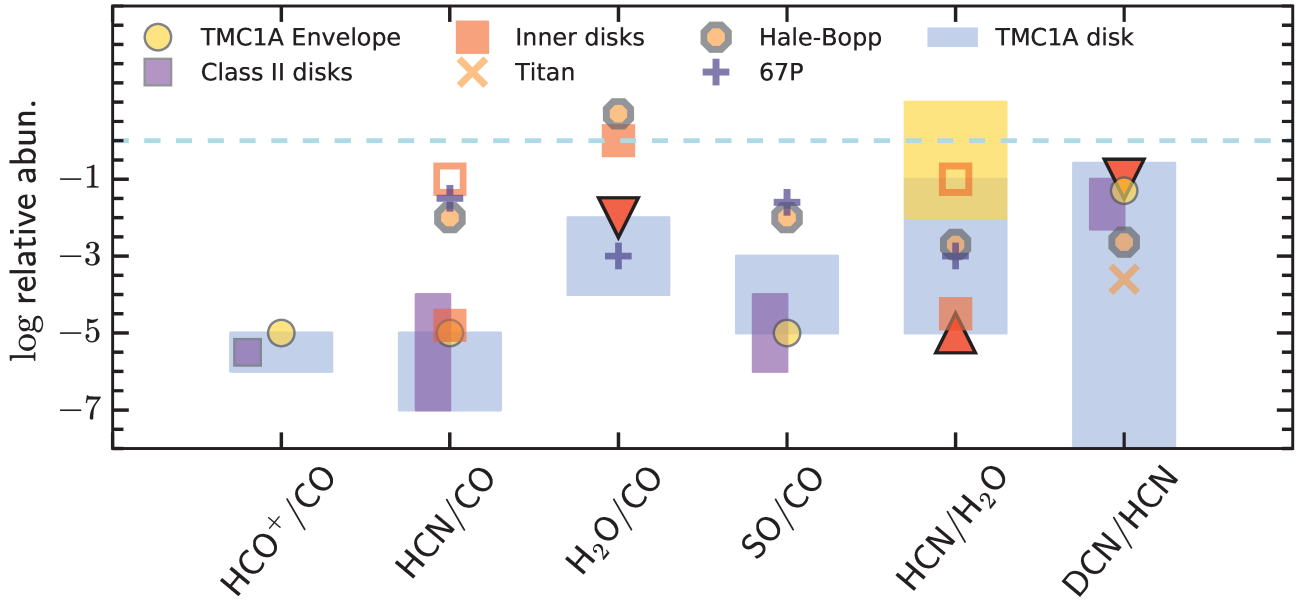 TMC1A Envelope Inner disks Hale-Bopp TMC1A disk
Class II disks Titan 67P
log relative abun.
−1
−3
−5
−7
HCO⁺/CO
HCN/CO
H₂O/CO
SO/CO
HCN/H₂O
DCN/HCN